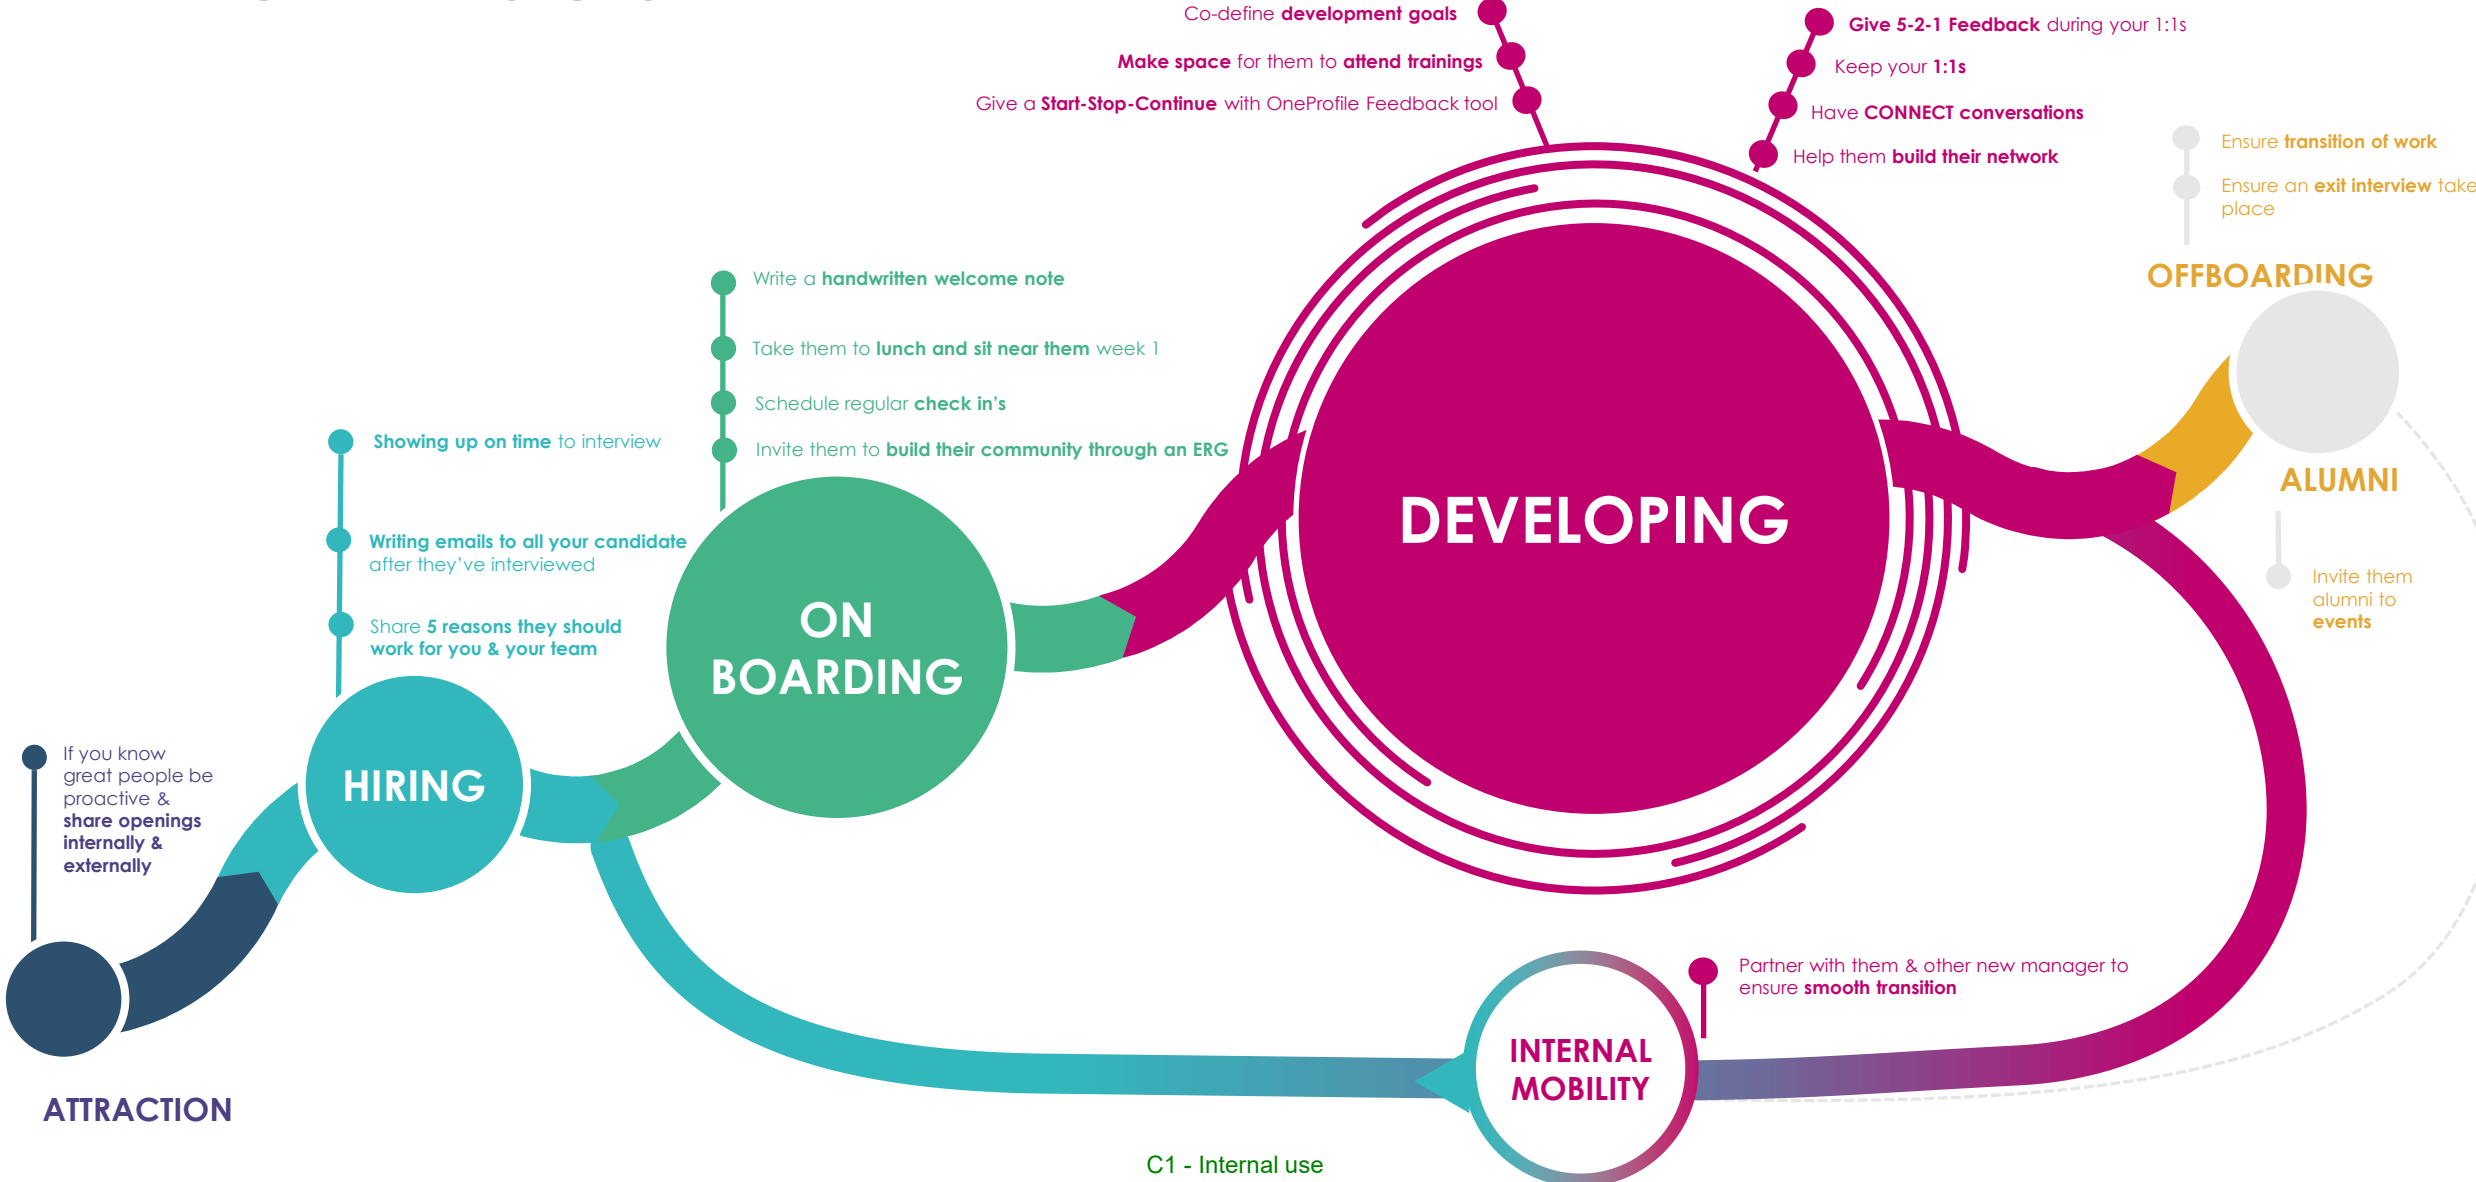 Co-define development goals
Make space for them to attend trainings
Give a Start-Stop-Continue with OneProfile Feedback tool
Give 5-2-1 Feedback during your 1:1s
Keep your 1:1s
Have CONNECT conversations
Help them build their network
Ensure transition of work
Ensure an exit interview take
place
OFFBOARDING
Write a handwritten welcome note
Take them to lunch and sit near them week 1
Schedule regular check in's
Invite them to build their community through an ERG
Showing up on time to interview
Writing emails to all your candidate
after they've interviewed
Share 5 reasons they should
work for you & your team
DEVELOPING
ALUMNI
Invite them
alumni to
events
ON
BOARDING
HIRING
If you know
great people be
proactive &
share openings
internally &
externally
ATTRACTION
Partner with them & other new manager to
ensure smooth transition
INTERNAL
MOBILITY
C1 - Internal use